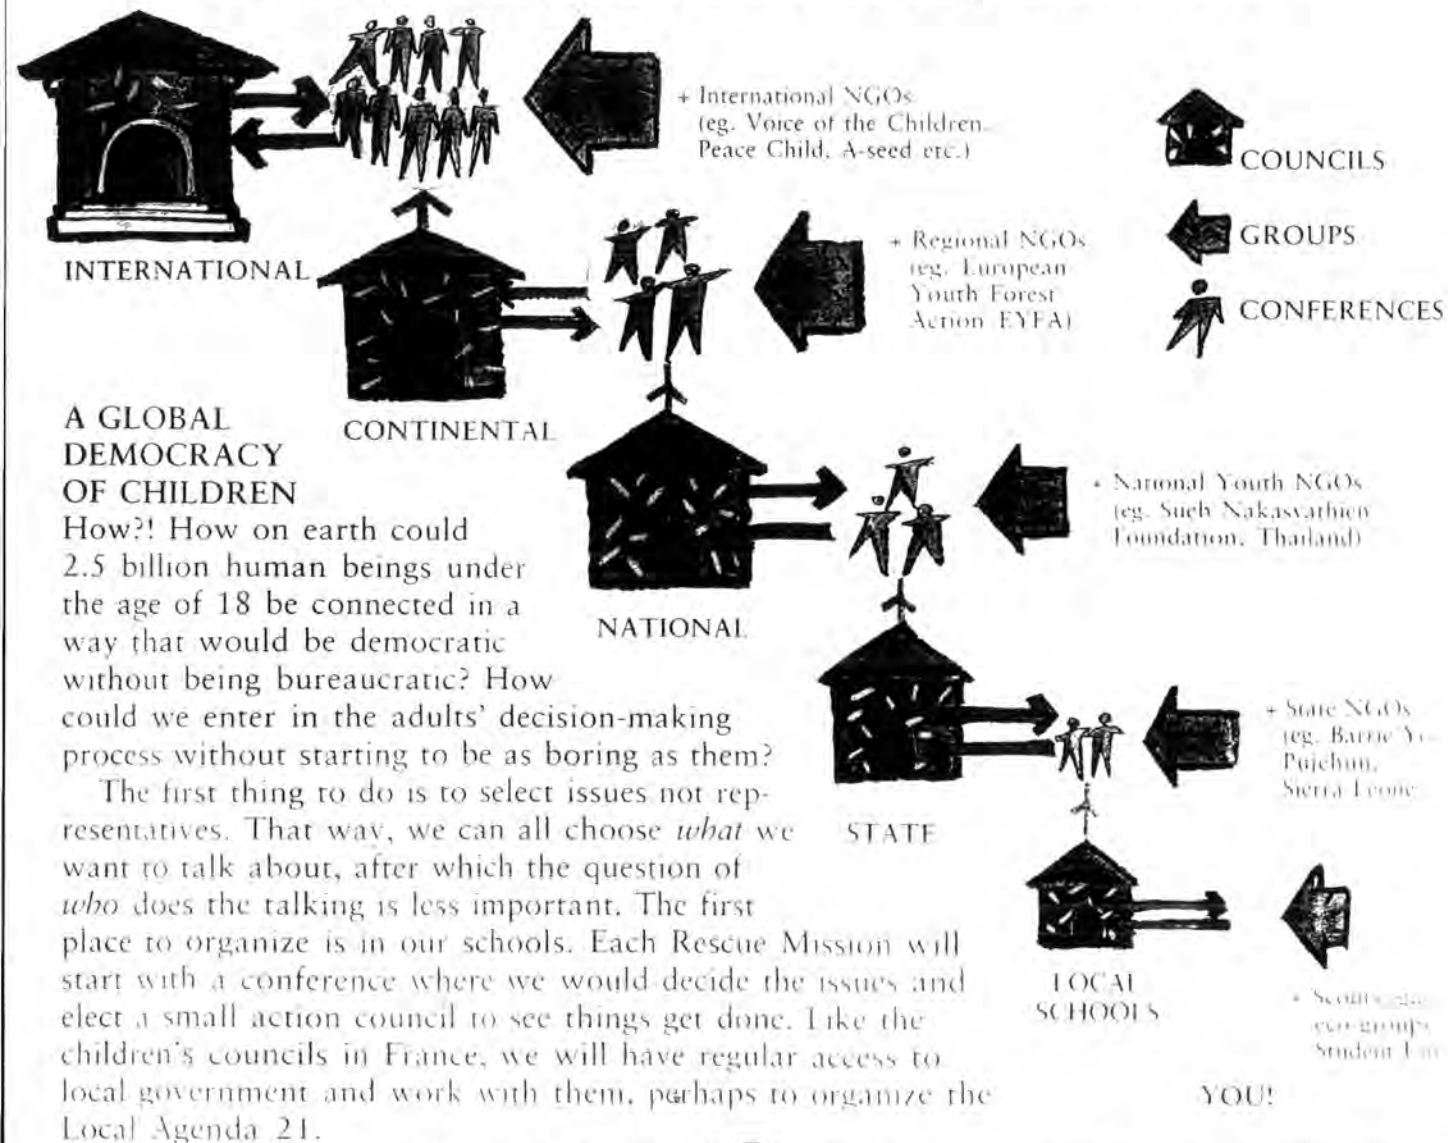 + International NGOs
(eg. Voice of the Children,
Peace Child, A-seed etc.)
COUNCILS
GROUPS
CONFERENCES
INTERNATIONAL
+ Regional NGOs
(eg. European
Youth Forest
Action EYFA)
CONTINENTAL
+ National Youth NGOs
(eg. Sueb Nakasvathien
Foundation, Thailand)
NATIONAL
+ State NGOs
(eg. Barrie
Pujehun,
Sierra Leone
STATE
LOCAL
SCHOOLS
+ Scouts
eco-groups
Student
YOU!
A GLOBAL
DEMOCRACY
OF CHILDREN
How?! How on earth could
2.5 billion human beings under
the age of 18 be connected in a
way that would be democratic
without being bureaucratic? How
could we enter in the adults' decision-making
process without starting to be as boring as them?
The first thing to do is to select issues not rep-
resentatives. That way, we can all choose what we
want to talk about, after which the question of
who does the talking is less important. The first
place to organize is in our schools. Each Rescue Mission will
start with a conference where we would decide the issues and
elect a small action council to see things get done. Like the
children's councils in France, we will have regular access to
local government and work with them, perhaps to organize the
Local Agenda 21.